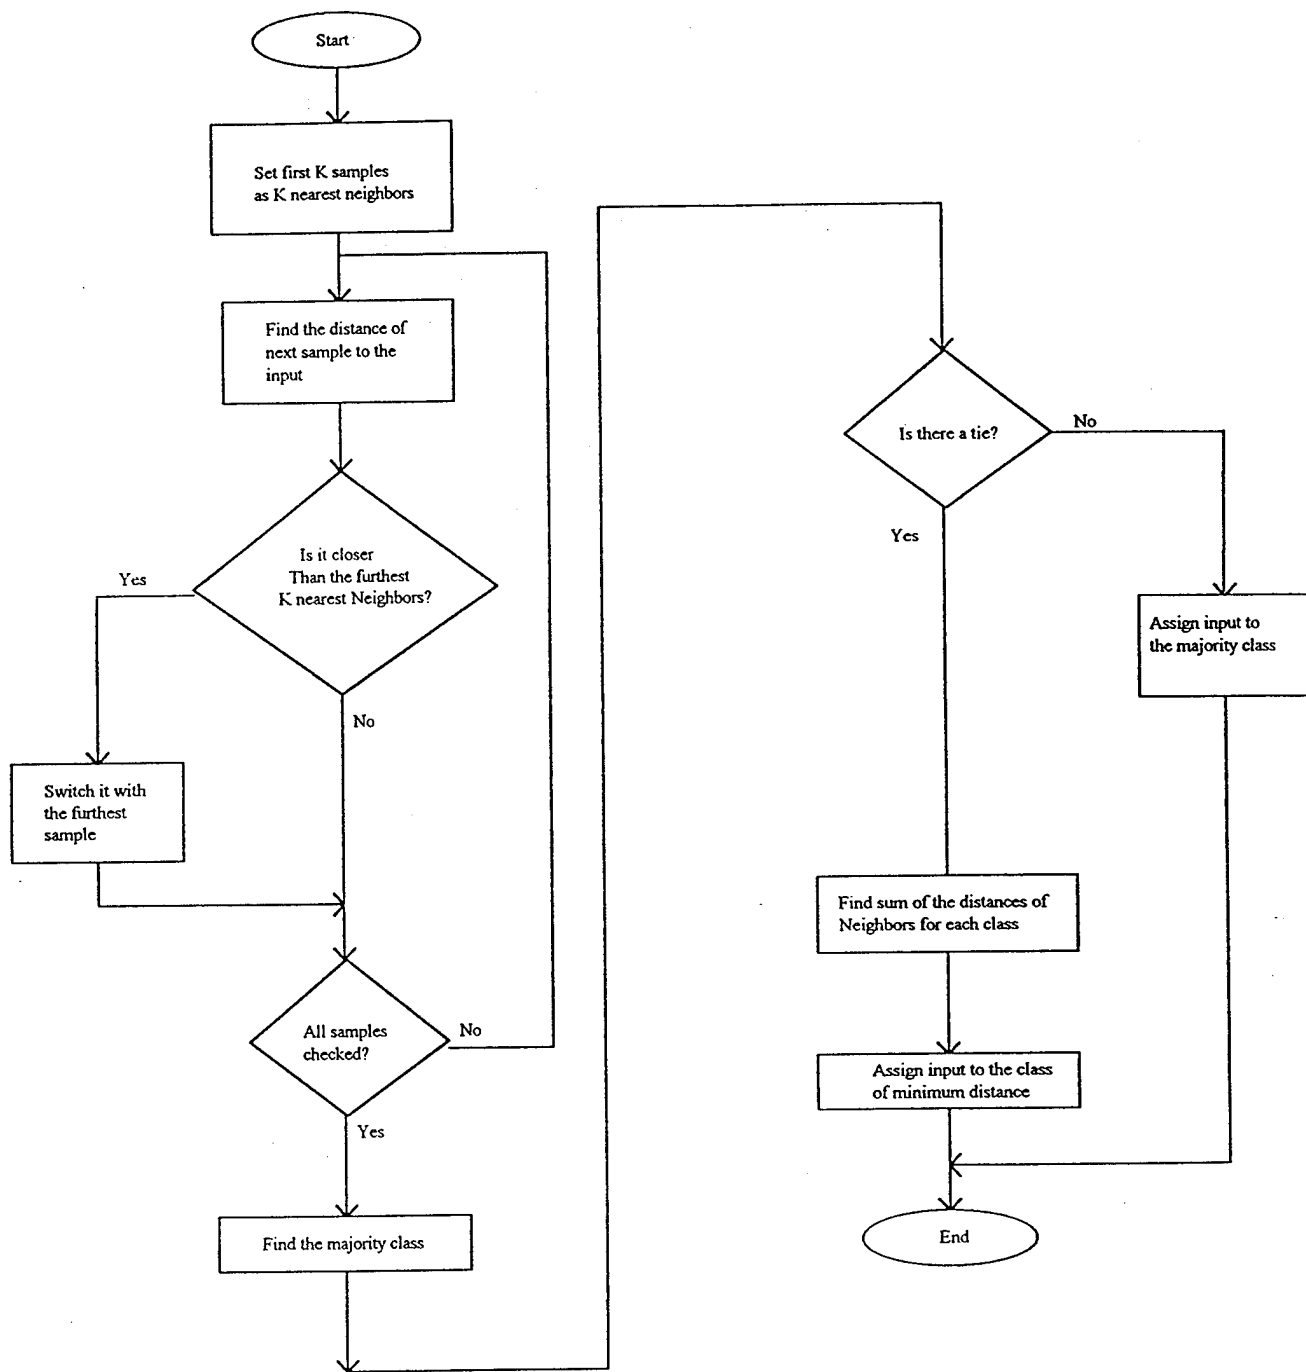 Start
Set first K samples
as K nearest neighbors
Find the distance of
next sample to the
input
Is it closer
Than the furthest
K nearest Neighbors?
Yes
No
Switch it with
the furthest
sample
All samples
checked?
No
Yes
Find the majority class
Is there a tie?
No
Yes
Assign input to
the majority class
Find sum of the distances of
Neighbors for each class
Assign input to the class
of minimum distance
End